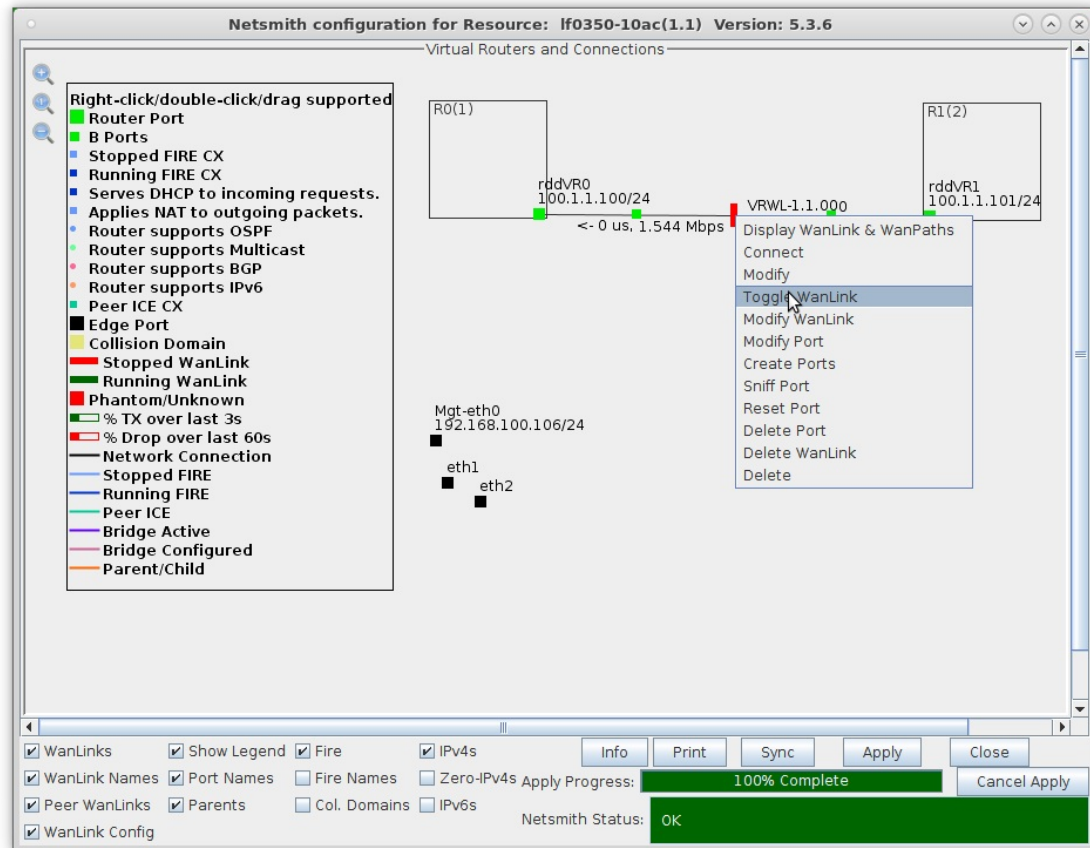 Netsmith configuration for Resource: lf0350-10ac(1.1) Version: 5.3.6
Virtual Routers and Connections
Right-click/double-click/drag supported
Router Port
B Ports
Stopped FIRE CX
Running FIRE CX
Serves DHCP to incoming requests.
Applies NAT to outgoing packets.
Router supports OSPF
Router supports Multicast
Router supports BGP
Router supports IPv6
Peer ICE CX
Edge Port
Collision Domain
Stopped WanLink
Running WanLink
Phantom/Unknown
% TX over last 3s
% Drop over last 60s
Network Connection
Stopped FIRE
Running FIRE
Peer ICE
Bridge Active
Bridge Configured
Parent/Child
R0(1)
R1(2)
rddVR0
100.1.1.100/24
<- 0 us, 1.544 Mbps
VRWL-1.1.000
rddVR1
100.1.1.101/24
Display WanLink & WanPaths
Connect
Modify
Toggle WanLink
Modify WanLink
Modify Port
Create Ports
Sniff Port
Reset Port
Delete Port
Delete WanLink
Delete
Mgt-eth0
192.168.100.106/24
eth1
eth2
WanLinks Show Legend Fire IPv4s Info Print Sync Apply Close
WanLink Names Port Names Fire Names Zero-IPv4s Apply Progress: 100% Complete Cancel Apply
Peer WanLinks Parents Col. Domains IPv6s Netsmith Status: OK
WanLink Config